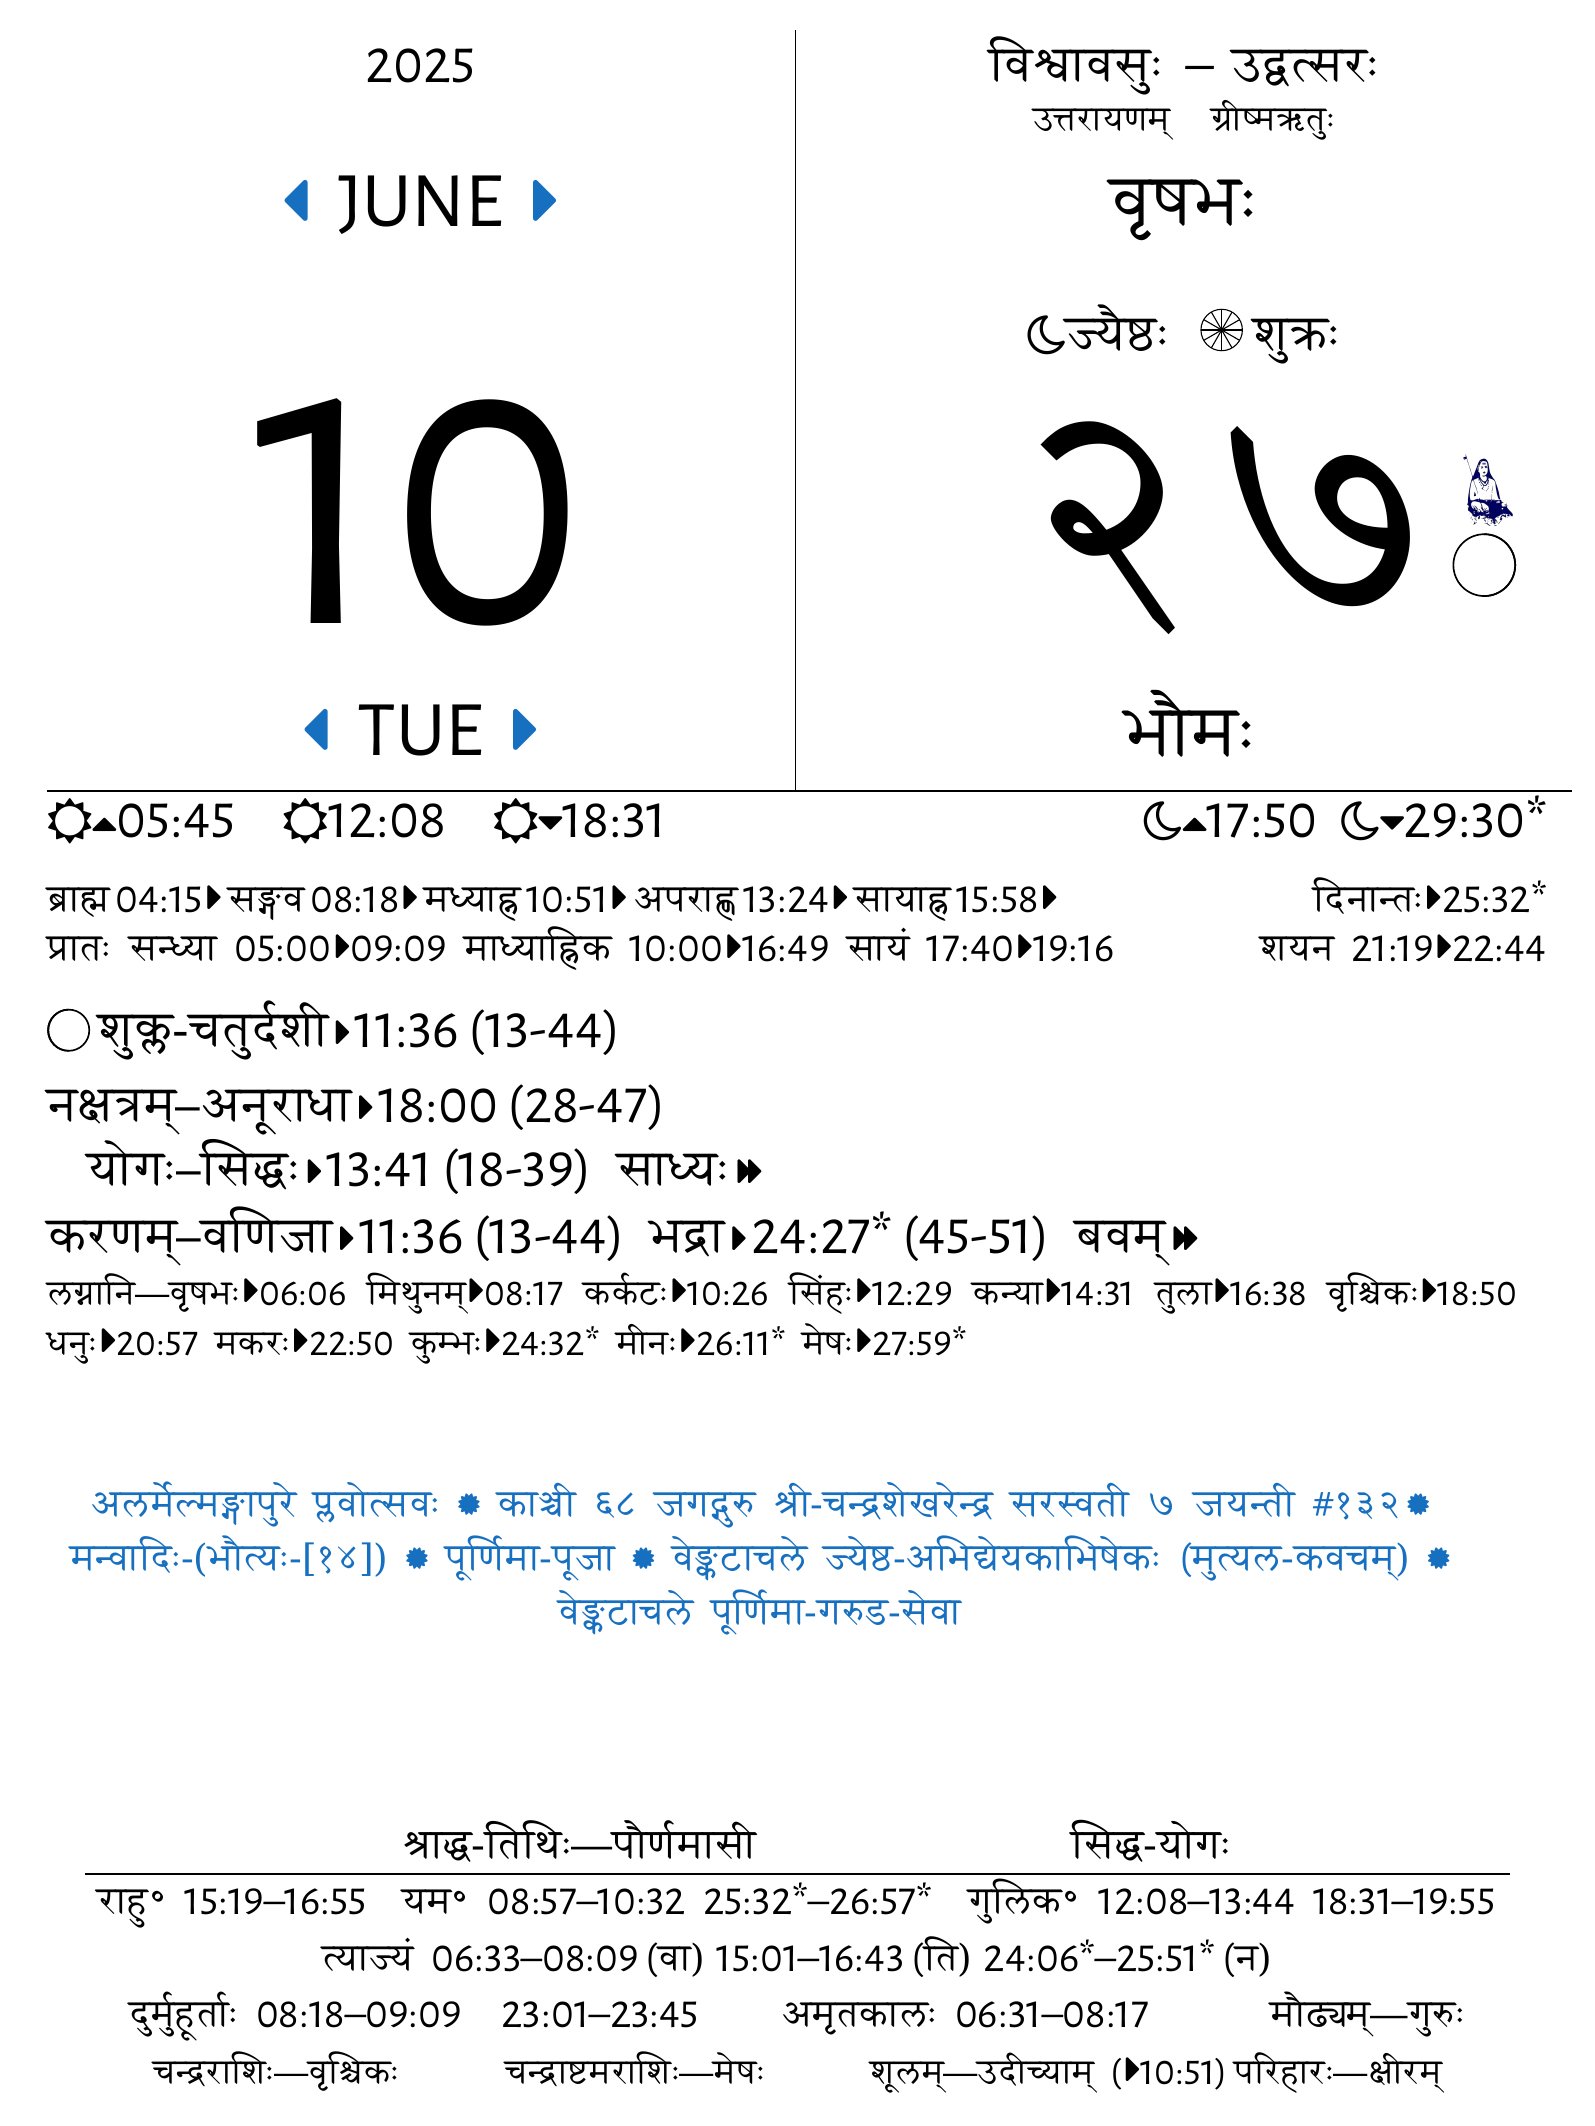 2025
JUNE
10
TUE
विश्वावसुः – उद्वत्सरः
उत्तरायणम् ग्रीष्मऋतुः
वृषभः
ज्यैष्ठः शुक्रः
२७
भौमः
05:45 12:08 18:31 17:50 29:30*
ब्राह्म 04:15 सङ्गव 08:18 मध्याह्न 10:51 अपराह्ण 13:24 सायाह्न 15:58 दिनान्तः 25:32*
प्रातः सन्ध्या 05:00 09:09 माध्याह्निक 10:00 16:49 सायं 17:40 19:16 शयन 21:19 22:44
शुक्ल-चतुर्दशी 11:36 (13-44)
नक्षत्रम्–अनूराधा 18:00 (28-47)
योगः–सिद्धः 13:41 (18-39) साध्यः
करणम्–वणिजा 11:36 (13-44) भद्रा 24:27* (45-51) बवम्
लग्नानि—वृषभः 06:06 मिथुनम् 08:17 कर्कटः 10:26 सिंहः 12:29 कन्या 14:31 तुला 16:38 वृश्चिकः 18:50
धनुः 20:57 मकरः 22:50 कुम्भः 24:32* मीनः 26:11* मेषः 27:59*
अलर्मेल्मङ्गापुरे प्लवोत्सवः ✹ काञ्ची ६८ जगद्गुरु श्री-चन्द्रशेखरेन्द्र सरस्वती ७ जयन्ती #१३२ ✹
मन्वादिः-(भौत्यः-[१४]) ✹ पूर्णिमा-पूजा ✹ वेङ्कटाचले ज्येष्ठ-अभिद्येयकाभिषेकः (मुत्यल-कवचम्) ✹
वेङ्कटाचले पूर्णिमा-गरुड-सेवा
श्राद्ध-तिथिः—पौर्णमासी सिद्ध-योगः
राहु॰ 15:19–16:55 यम॰ 08:57–10:32 25:32*–26:57* गुलिक॰ 12:08–13:44 18:31–19:55
त्याज्यं 06:33–08:09 (वा) 15:01–16:43 (ति) 24:06*–25:51* (न)
दुर्मुहूर्ताः 08:18–09:09 23:01–23:45 अमृतकालः 06:31–08:17 मौढ्यम्—गुरुः
चन्द्रराशिः—वृश्चिकः चन्द्राष्टमराशिः—मेषः शूलम्—उदीच्याम् (10:51) परिहारः—क्षीरम्